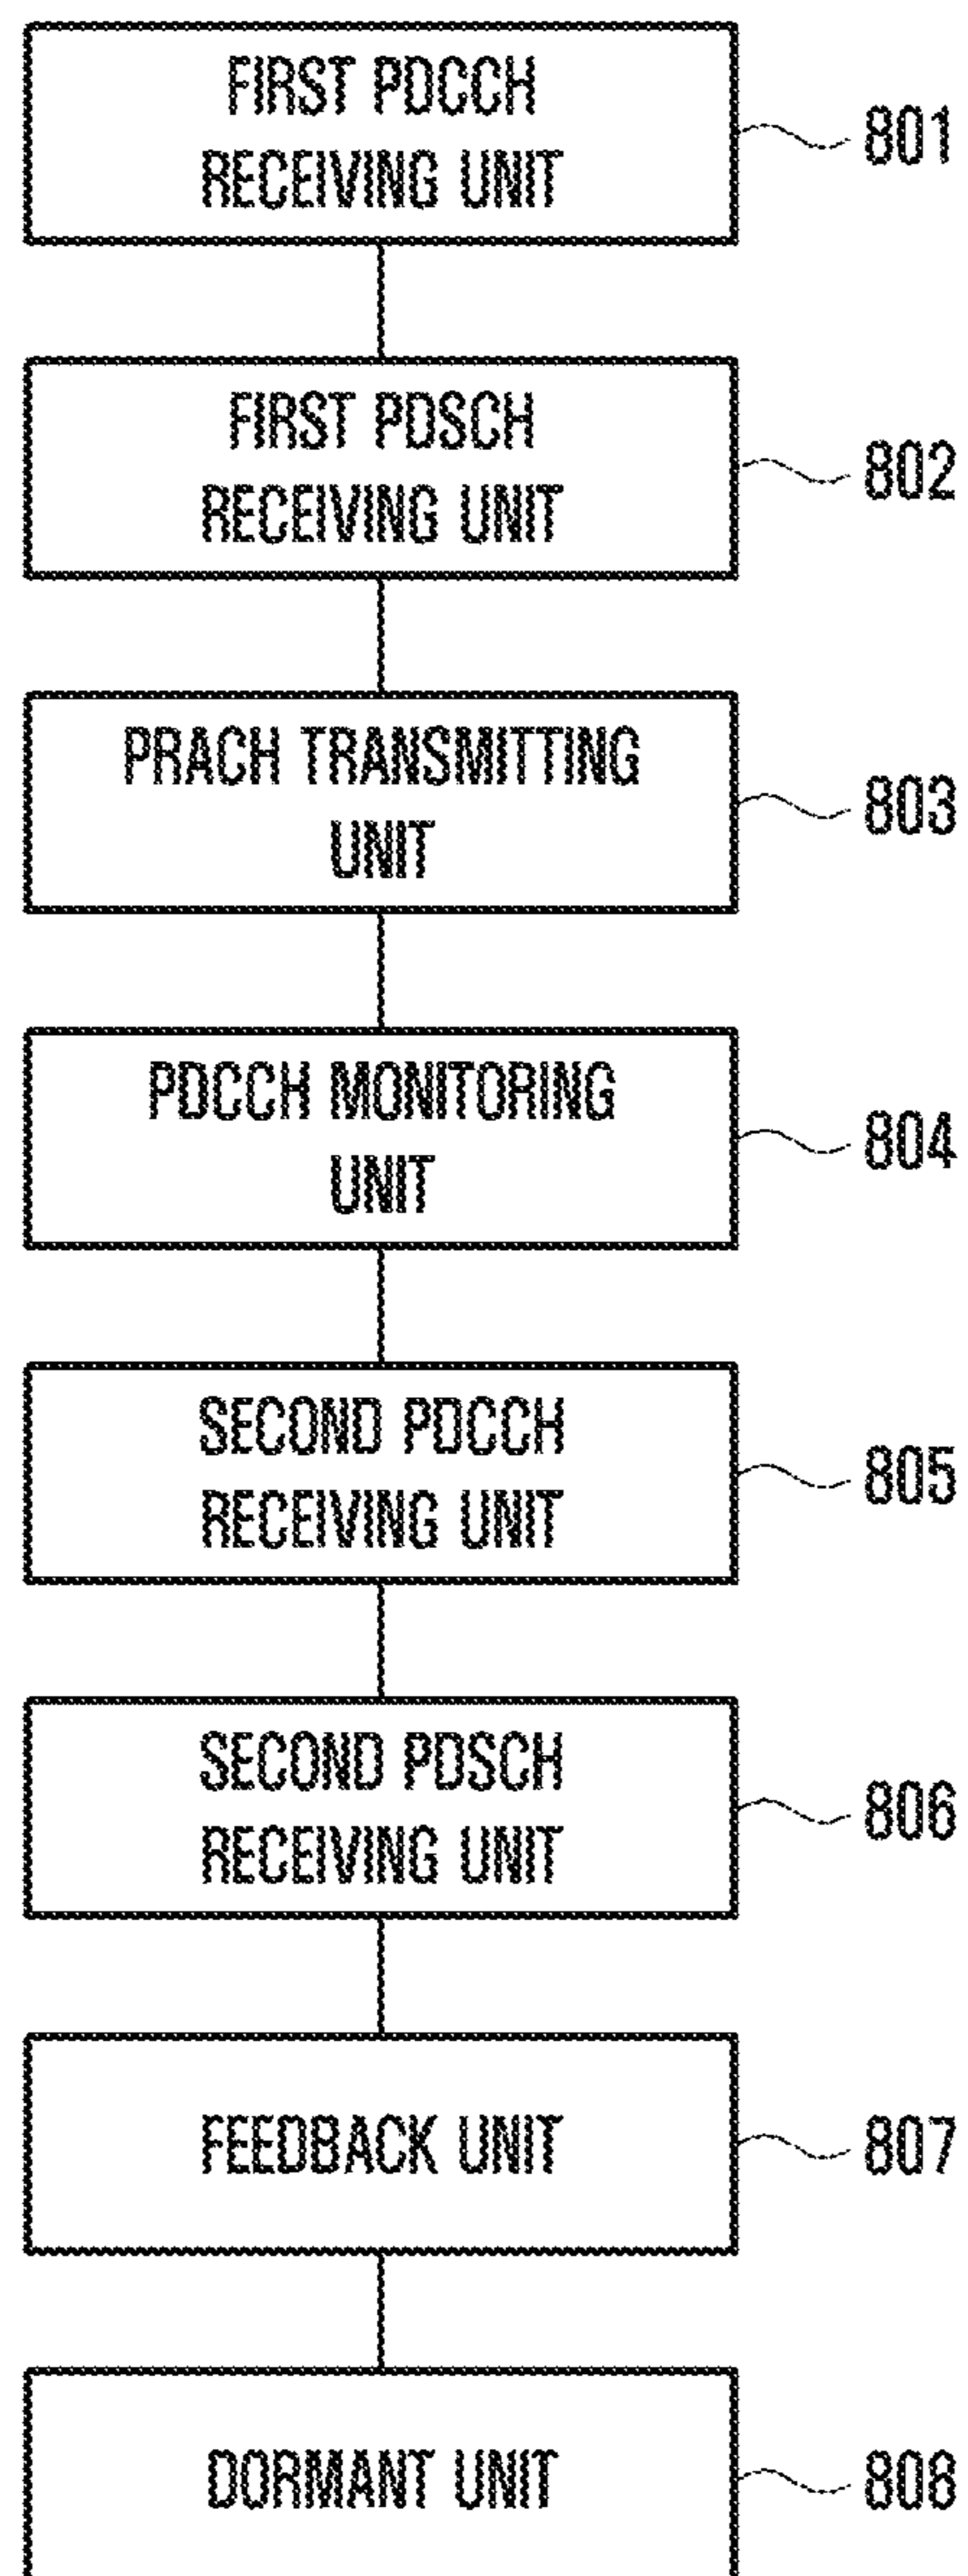 FIRST PDCCH
RECEIVING UNIT
801
FIRST PDSCH
RECEIVING UNIT
802
PRACH TRANSMITTING
UNIT
803
PDCCH MONITORING
UNIT
804
SECOND PDCCH
RECEIVING UNIT
805
SECOND PDSCH
RECEIVING UNIT
806
FEEDBACK UNIT
807
DORMANT UNIT
808